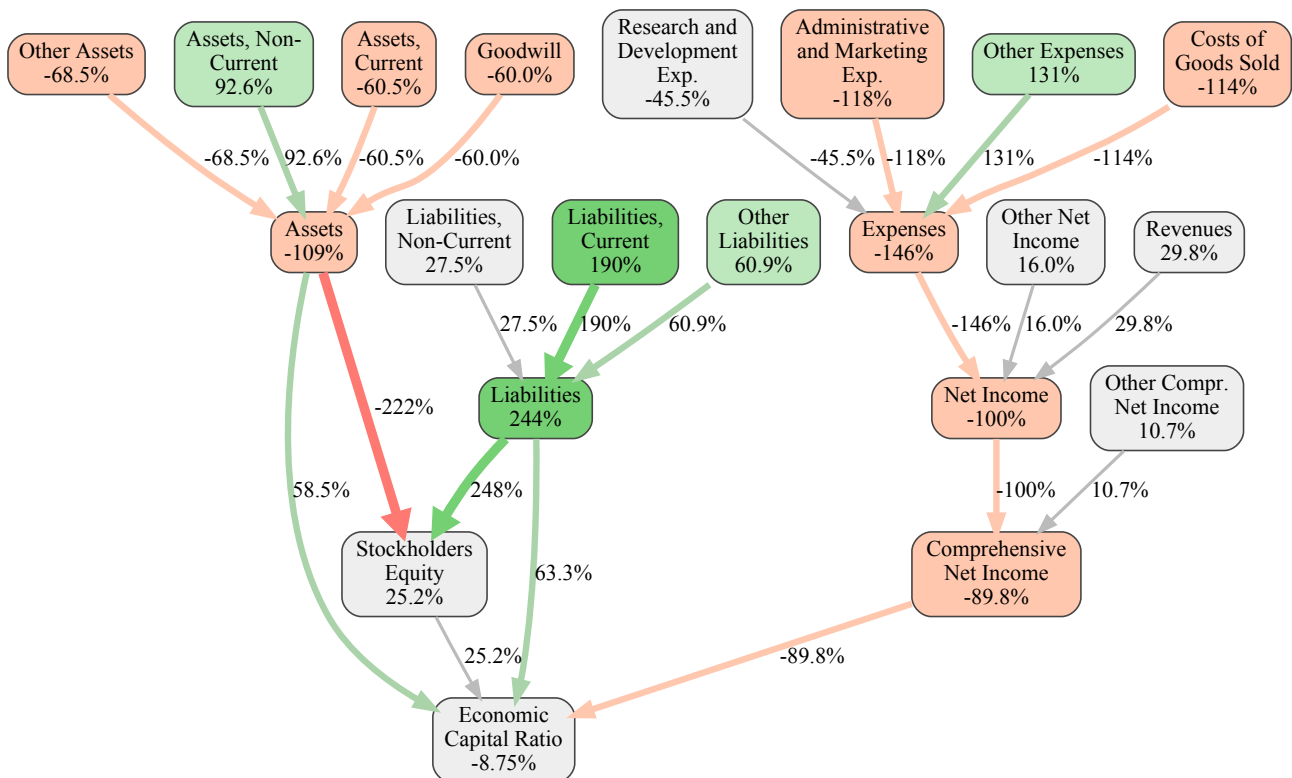 Other Assets
-68.5%
Assets, Non-
Current
92.6%
Assets,
Current
-60.5%
Goodwill
-60.0%
Research and
Development
Exp.
-45.5%
Administrative
and Marketing
Exp.
-118%
Other Expenses
131%
Costs of
Goods Sold
-114%
-68.5%
92.6%
-60.5%
-60.0%
-45.5%
-118%
131%
-114%
Assets
-109%
Liabilities,
Non-Current
27.5%
Liabilities,
Current
190%
Other
Liabilities
60.9%
Expenses
-146%
Other Net
Income
16.0%
Revenues
29.8%
27.5%
190%
60.9%
-146%
16.0%
29.8%
-222%
Liabilities
244%
Net Income
-100%
Other Compr.
Net Income
10.7%
58.5%
248%
-100%
10.7%
Stockholders
Equity
25.2%
63.3%
Comprehensive
Net Income
-89.8%
25.2%
-89.8%
Economic
Capital Ratio
-8.75%